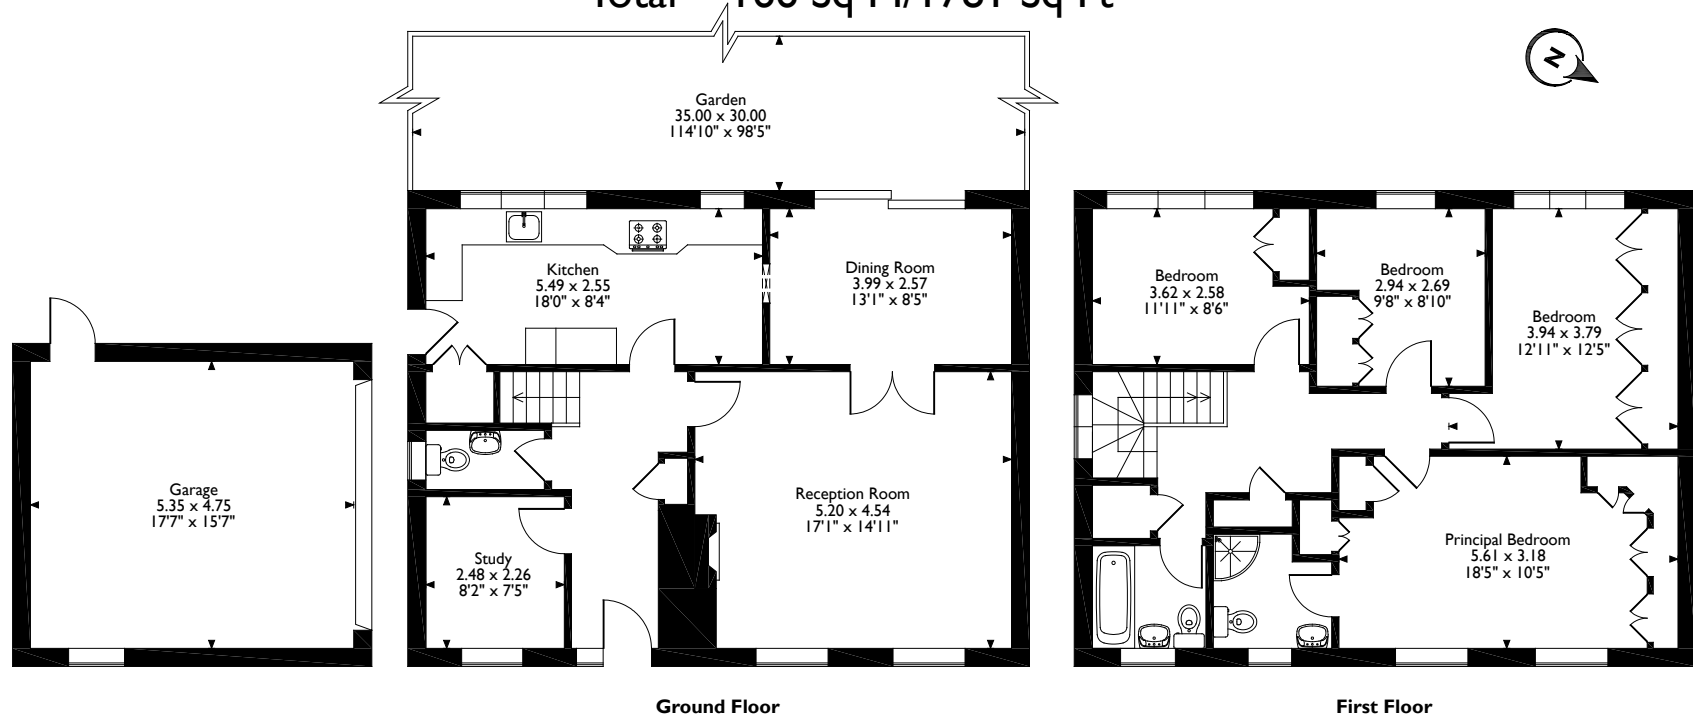 Total
Garden
35.00 x 30.00
114'10" x 98'5"
N
Kitchen
5.49 x 2.55
18'0" x 8'4"
Dining Room
3.99 x 2.57
13'1" x 8'5"
Bedroom
3.62 x 2.58
11'11" x 8'6"
Bedroom
2.94 x 2.69
9'8" x 8'10"
Bedroom
3.94 x 3.79
12'11" x 12'5"
Garage
5.35 x 4.75
17'7" x 15'7"
Reception Room
5.20 x 4.54
17'1" x 14'11"
Study
2.48 x 2.26
8'2" x 7'5"
Principal Bedroom
5.61 x 3.18
18'5" x 10'5"
Ground Floor
First Floor